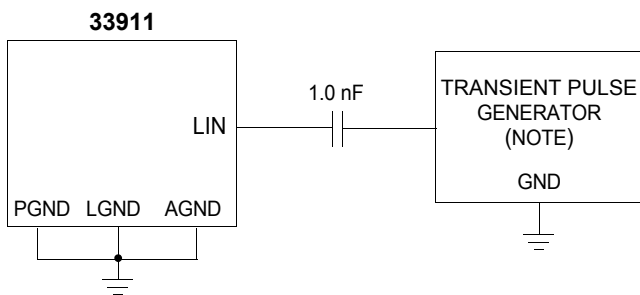 33911
1.0 nF
LIN
TRANSIENT PULSE
GENERATOR
(NOTE)
GND
PGND LGND AGND